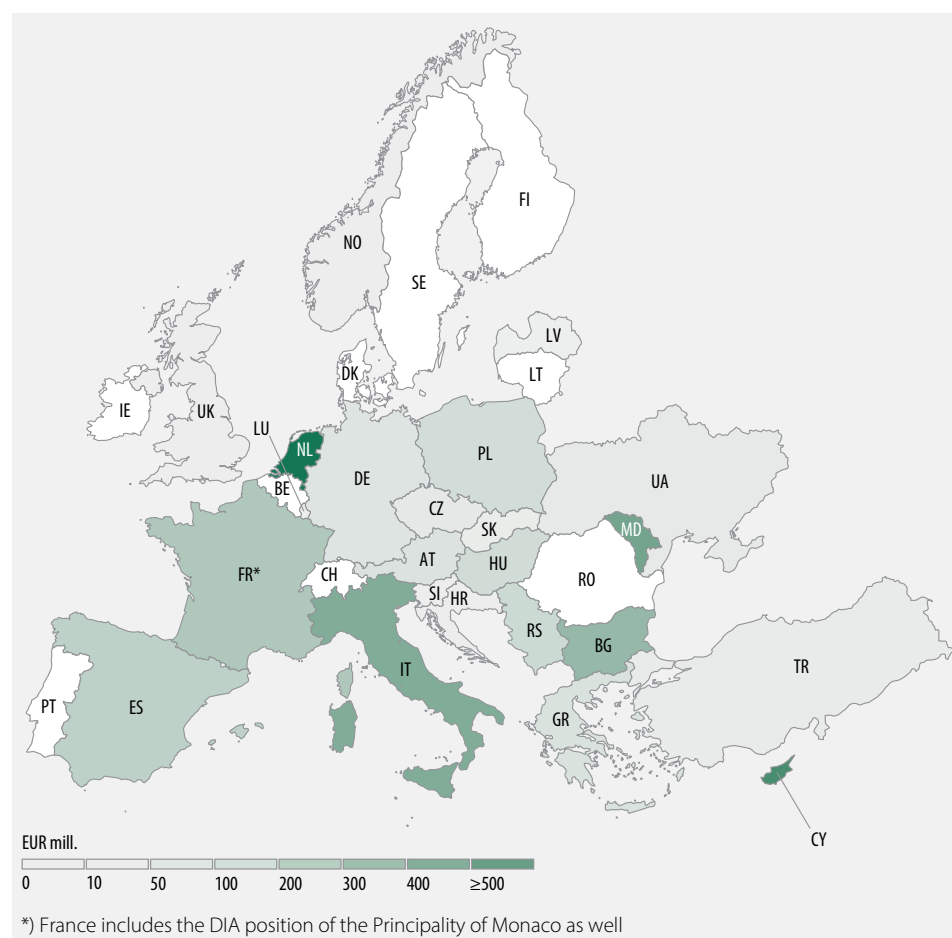 FI
NO
SE
LV
DK
LT
IE
UK
LU
NL
PL
BE
DE
UA
CZ
SK
MD
AT
HU
FR*
CH
RO
SI
HR
RS
BG
IT
TR
PT
ES
GR
CY
EUR mill.
0 10 50 100 200 300 400 ≥500
*) France includes the DIA position of the Principality of Monaco as well